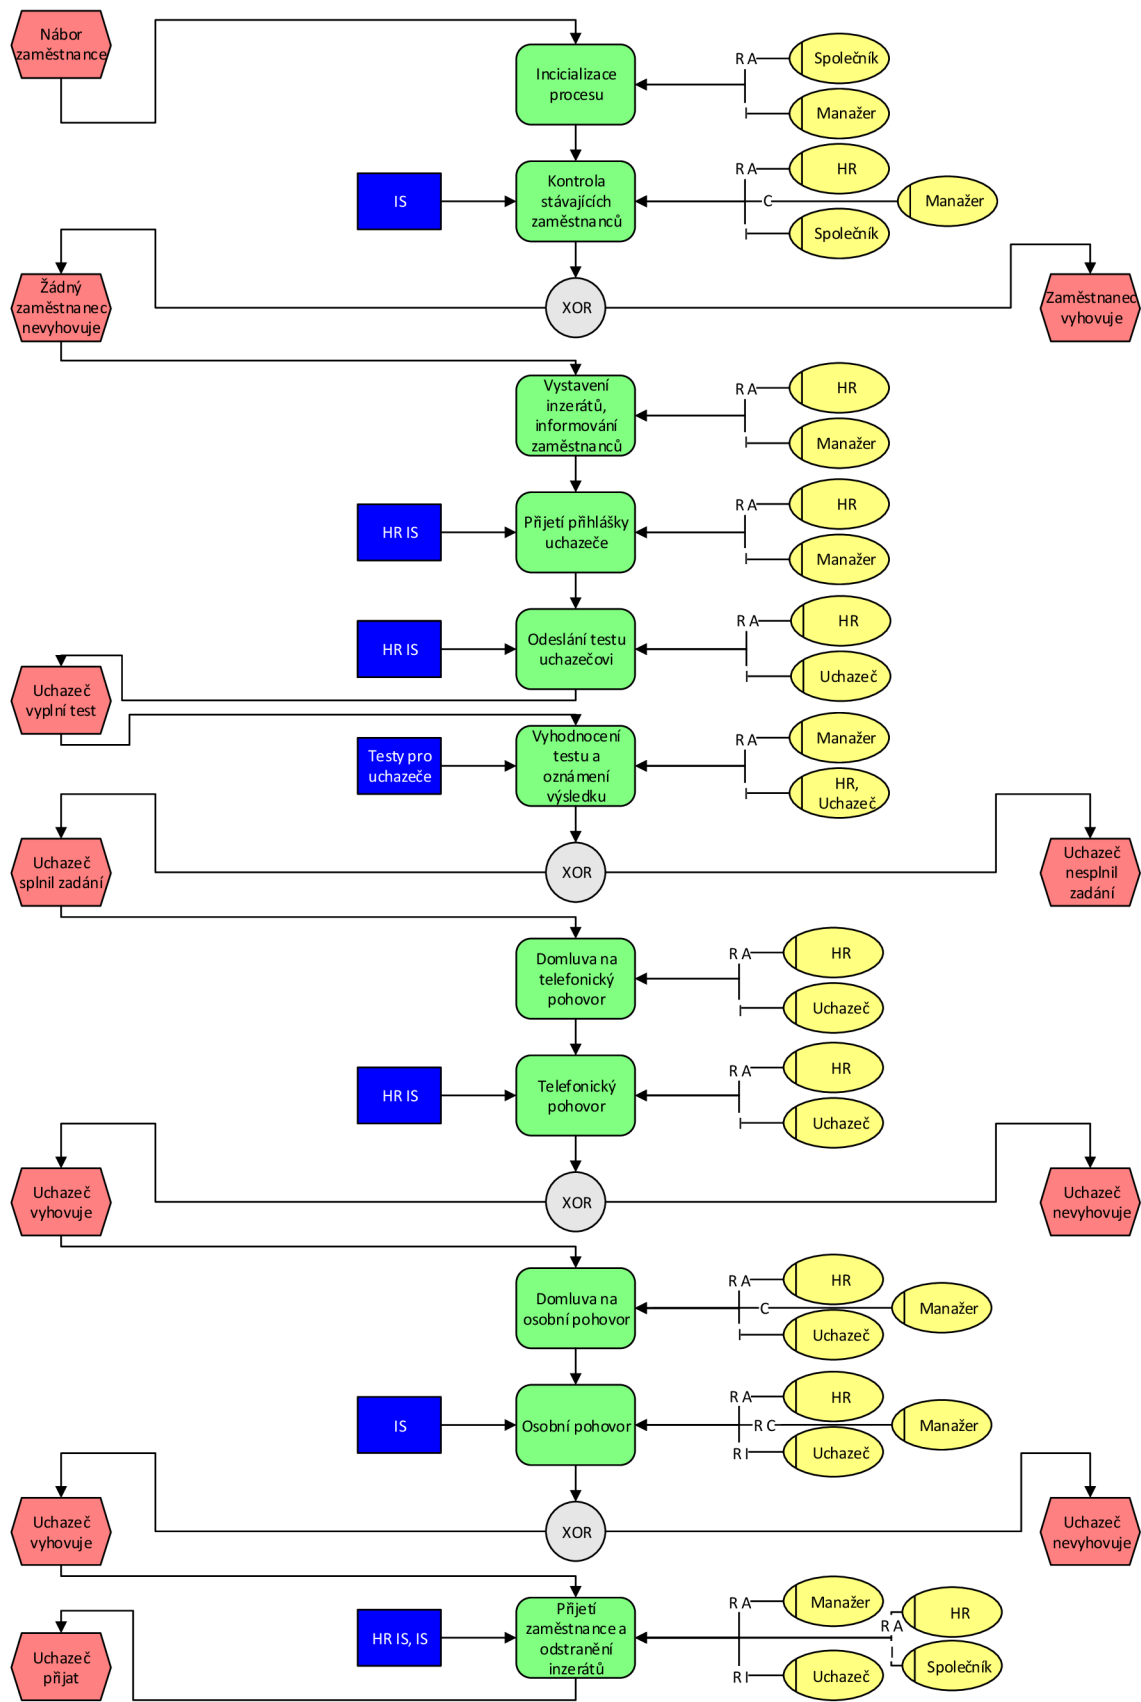 Nábor
zaměstnance
Incicializace
procesu
R A
Společník
I
Manažer
IS
Kontrola
stávajících
zaměstnanců
R A
HR
C
Manažer
I
Společník
Žádný
zaměstnanec
nevyhovuje
XOR
Zaměstnanec
vyhovuje
Vystavení
inzerátů,
informování
zaměstnanců
R A
HR
I
Manažer
HR IS
Přijetí přihlášky
uchazeče
R A
HR
I
Manažer
HR IS
Odeslání testu
uchazečovi
R A
HR
I
Uchazeč
Uchazeč
vyplní test
Testy pro
uchazeče
Vyhodnocení
testu a
oznámení
výsledku
R A
Manažer
I
HR,
Uchazeč
Uchazeč
splnil zadání
XOR
Uchazeč
nesplnil
zadání
Domluva na
telefonický
pohovor
R A
HR
I
Uchazeč
HR IS
Telefonický
pohovor
R A
HR
I
Uchazeč
Uchazeč
vyhovuje
XOR
Uchazeč
nevyhovuje
Domluva na
osobní pohovor
R A
HR
C
Manažer
I
Uchazeč
IS
Osobní pohovor
R A
HR
R C
Manažer
R I
Uchazeč
Uchazeč
vyhovuje
XOR
Uchazeč
nevyhovuje
HR IS, IS
Přijetí
zaměstnance a
odstranění
inzerátů
R A
Manažer
R A
HR
Společník
R I
Uchazeč
Uchazeč
přijat